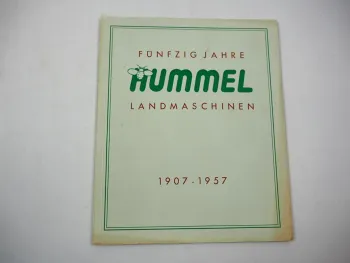 FÜNFZIG JAHRE
HUMMEL
LANDMASCHINEN
1907 - 1957